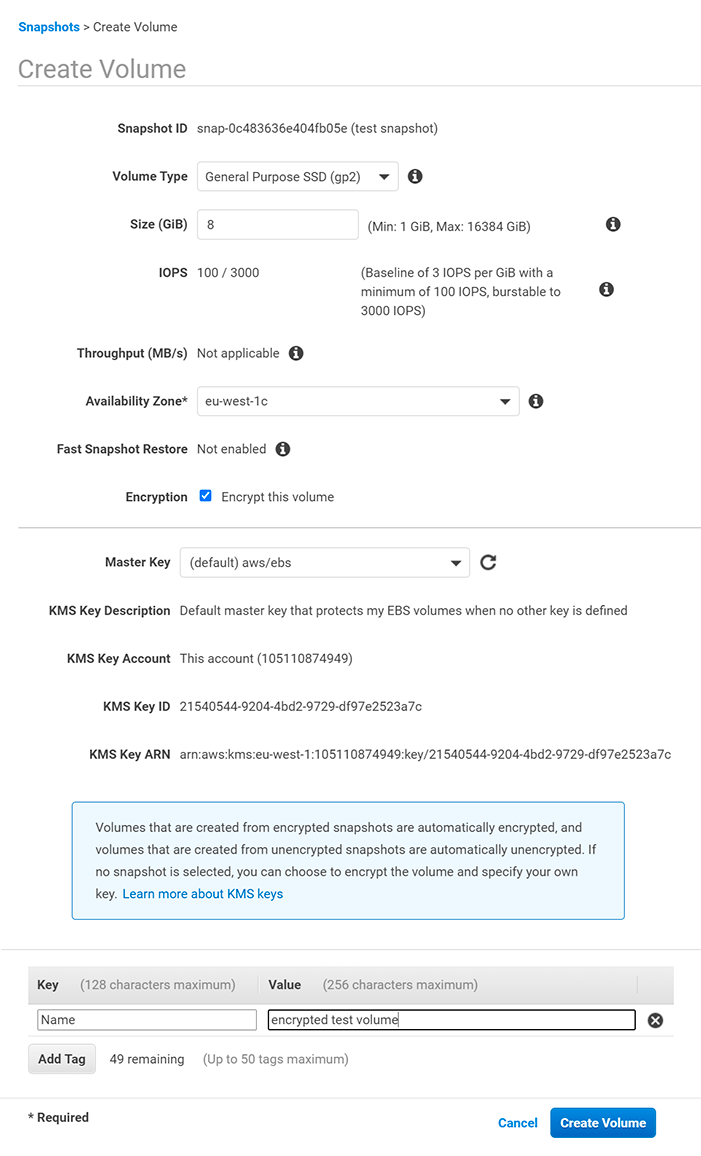 Snapshots > Create Volume
Create Volume
Snapshot ID snap-0c483636e404fb05e (test snapshot)
Volume Type General Purpose SSD (gp2)
Size (GiB) 8 (Min: 1 GiB, Max: 16384 GiB)
IOPS 100 / 3000 (Baseline of 3 IOPS per GiB with a
minimum of 100 IOPS, burstable to
3000 IOPS)
Throughput (MB/s) Not applicable
Availability Zone* eu-west-1c
Fast Snapshot Restore Not enabled
Encryption Encrypt this volume
Master Key (default) aws/ebs
KMS Key Description Default master key that protects my EBS volumes when no other key is defined
KMS Key Account This account (105110874949)
KMS Key ID 21540544-9204-4bd2-9729-df97e2523a7c
KMS Key ARN arn:aws:kms:eu-west-1:105110874949:key/21540544-9204-4bd2-9729-df97e2523a7c
Volumes that are created from encrypted snapshots are automatically encrypted, and
volumes that are created from unencrypted snapshots are automatically unencrypted. If
no snapshot is selected, you can choose to encrypt the volume and specify your own
key. Learn more about KMS keys
Key (128 characters maximum) Value (256 characters maximum)
Name encrypted test volume
Add Tag 49 remaining (Up to 50 tags maximum)
* Required Cancel Create Volume